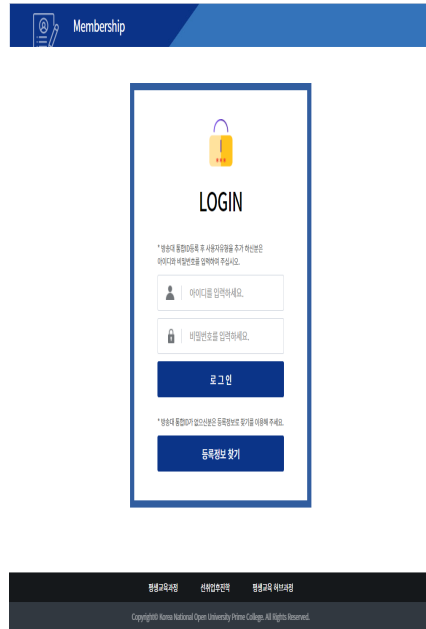 Membership
LOGIN
* 방송대 통합ID등록 후 사용자유형을 추가 하신분은
아이디와 비밀번호를 입력하여 주십시오.
아이디를 입력하세요.
비밀번호를 입력하세요.
로그인
* 방송대 통합ID가 없으신분은 등록정보로 찾기를 이용해 주세요.
등록정보 찾기
평생교육과정 선취업후진학 평생교육 허브과정
Copyright© Korea National Open University Prime College. All Rights Reserved.